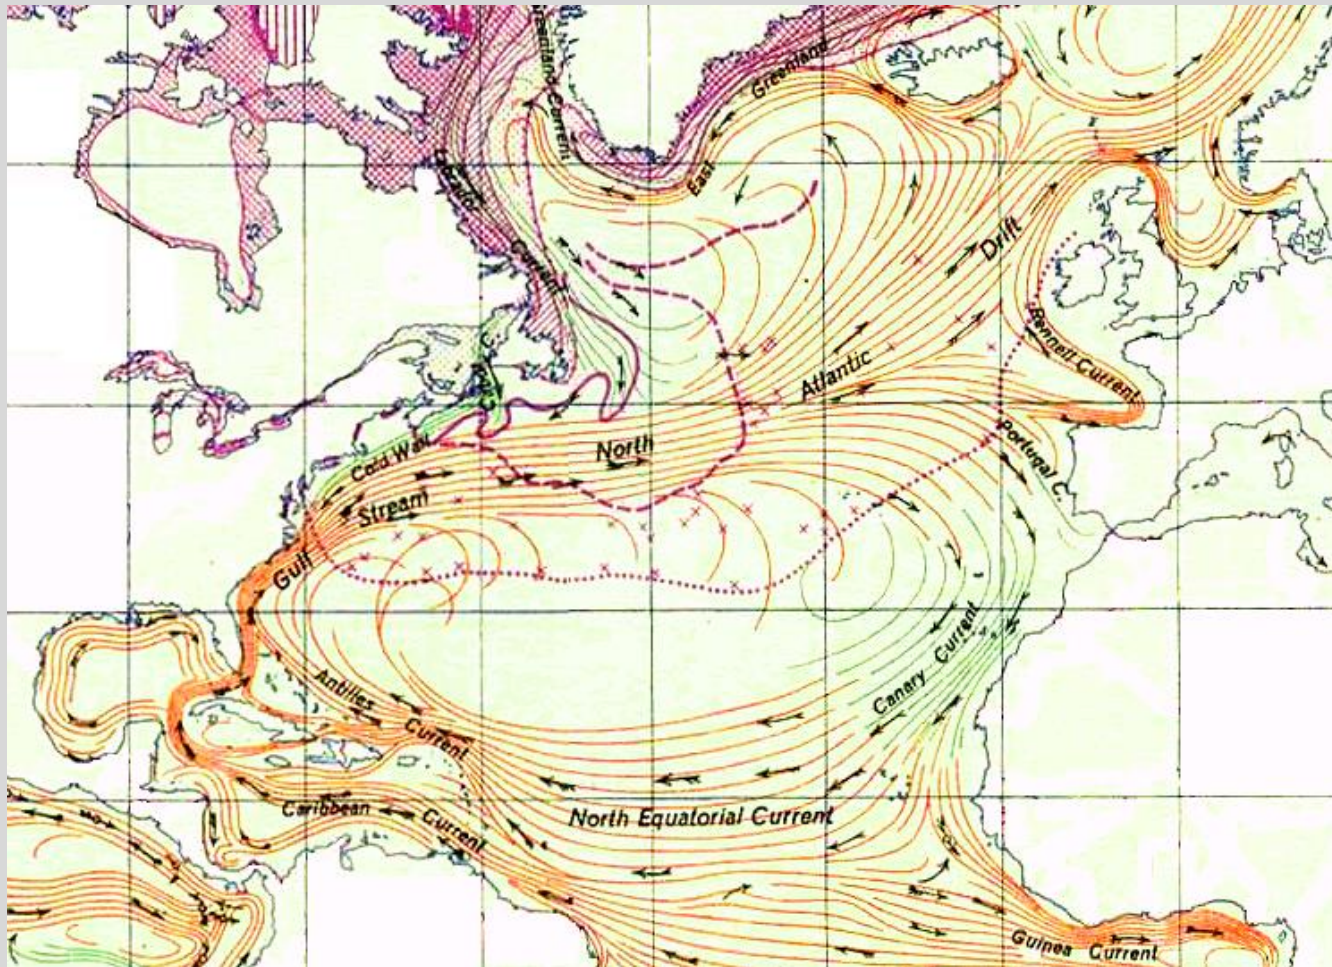 Greenland Current
East Greenland
Labrador Current
Drift
Rennell Current
Atlantic
North
Portugal C.
Cold Wall
Gulf Stream
Canary Current
Antilles Current
Caribbean Current
North Equatorial Current
Guinea Current